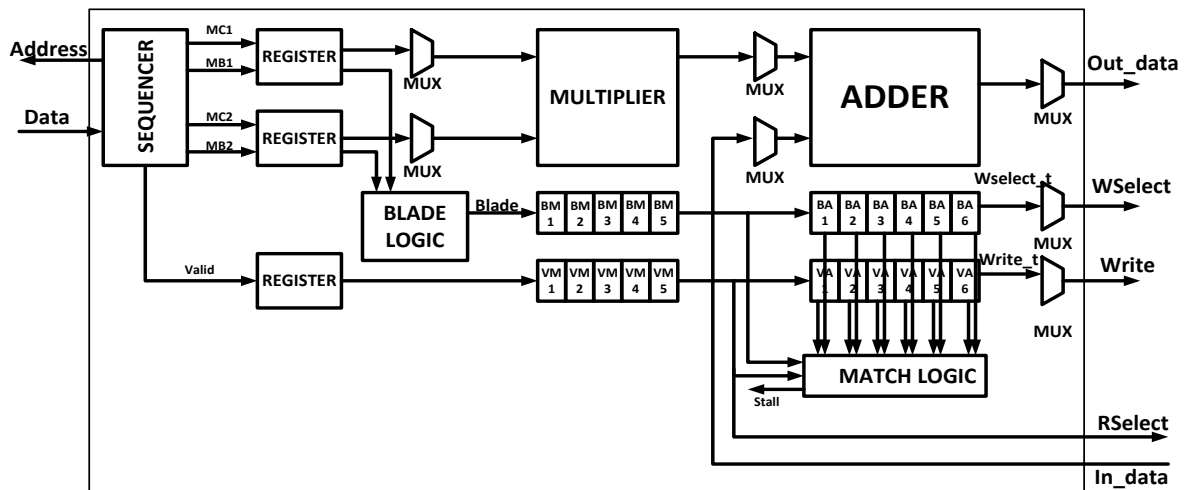 MC1
Address
REGISTER
MUX
MUX
Out_data
SEQUENCER
MB1
MULTIPLIER
ADDER
MUX
Data
MC2
REGISTER
MB2
MUX
MUX
Wselect_t
WSelect
BLADE LOGIC
Blade
BM 1 BM 2 BM 3 BM 4 BM 5
BA 1 BA 2 BA 3 BA 4 BA 5 BA 6
MUX
Valid
REGISTER
VM 1 VM 2 VM 3 VM 4 VM 5
VA 1 VA 2 VA 3 VA 4 VA 5 VA 6
Write_t
Write
MUX
MATCH LOGIC
Stall
RSelect
In_data